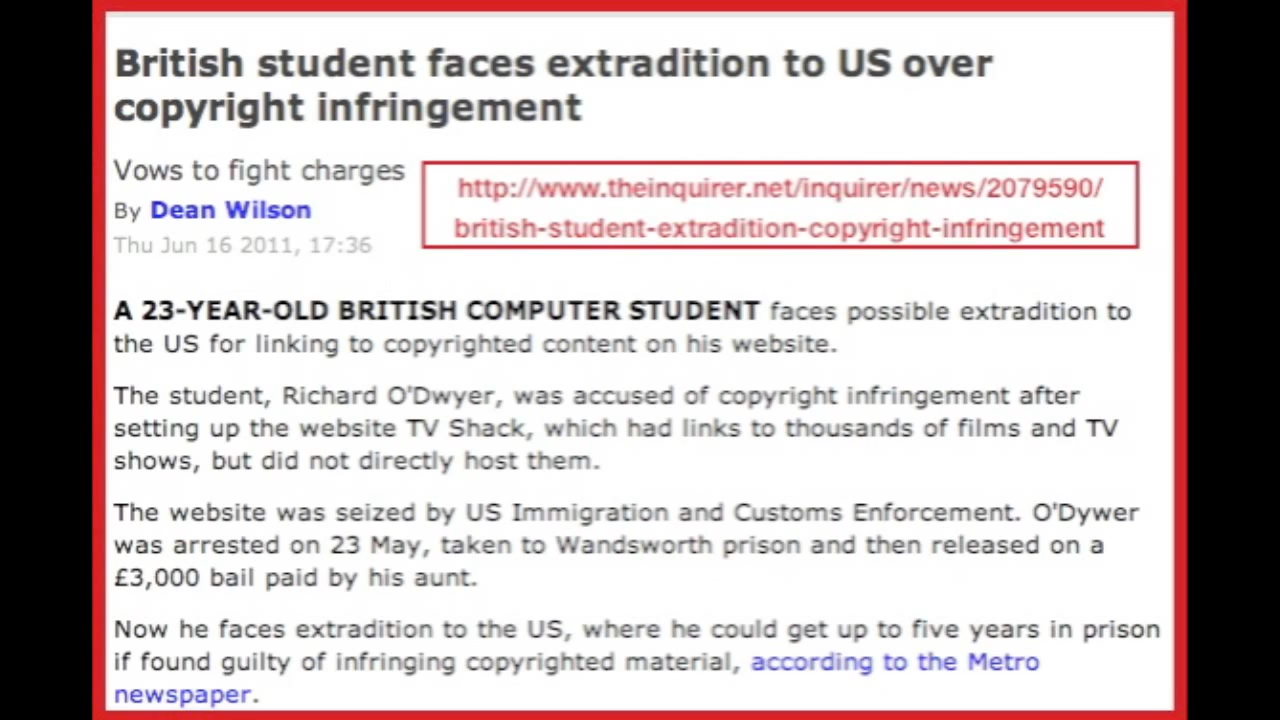 British student faces extradition to US over
copyright infringement
Vows to fight charges
By Dean Wilson
Thu Jun 16 2011, 17:36
http://www.theinquirer.net/inquirer/news/2079590/
british-student-extradition-copyright-infringement
A 23-YEAR-OLD BRITISH COMPUTER STUDENT faces possible extradition to
the US for linking to copyrighted content on his website.
The student, Richard O'Dwyer, was accused of copyright infringement after
setting up the website TV Shack, which had links to thousands of films and TV
shows, but did not directly host them.
The website was seized by US Immigration and Customs Enforcement. O'Dywer
was arrested on 23 May, taken to Wandsworth prison and then released on a
£3,000 bail paid by his aunt.
Now he faces extradition to the US, where he could get up to five years in prison
if found guilty of infringing copyrighted material, according to the Metro
newspaper.